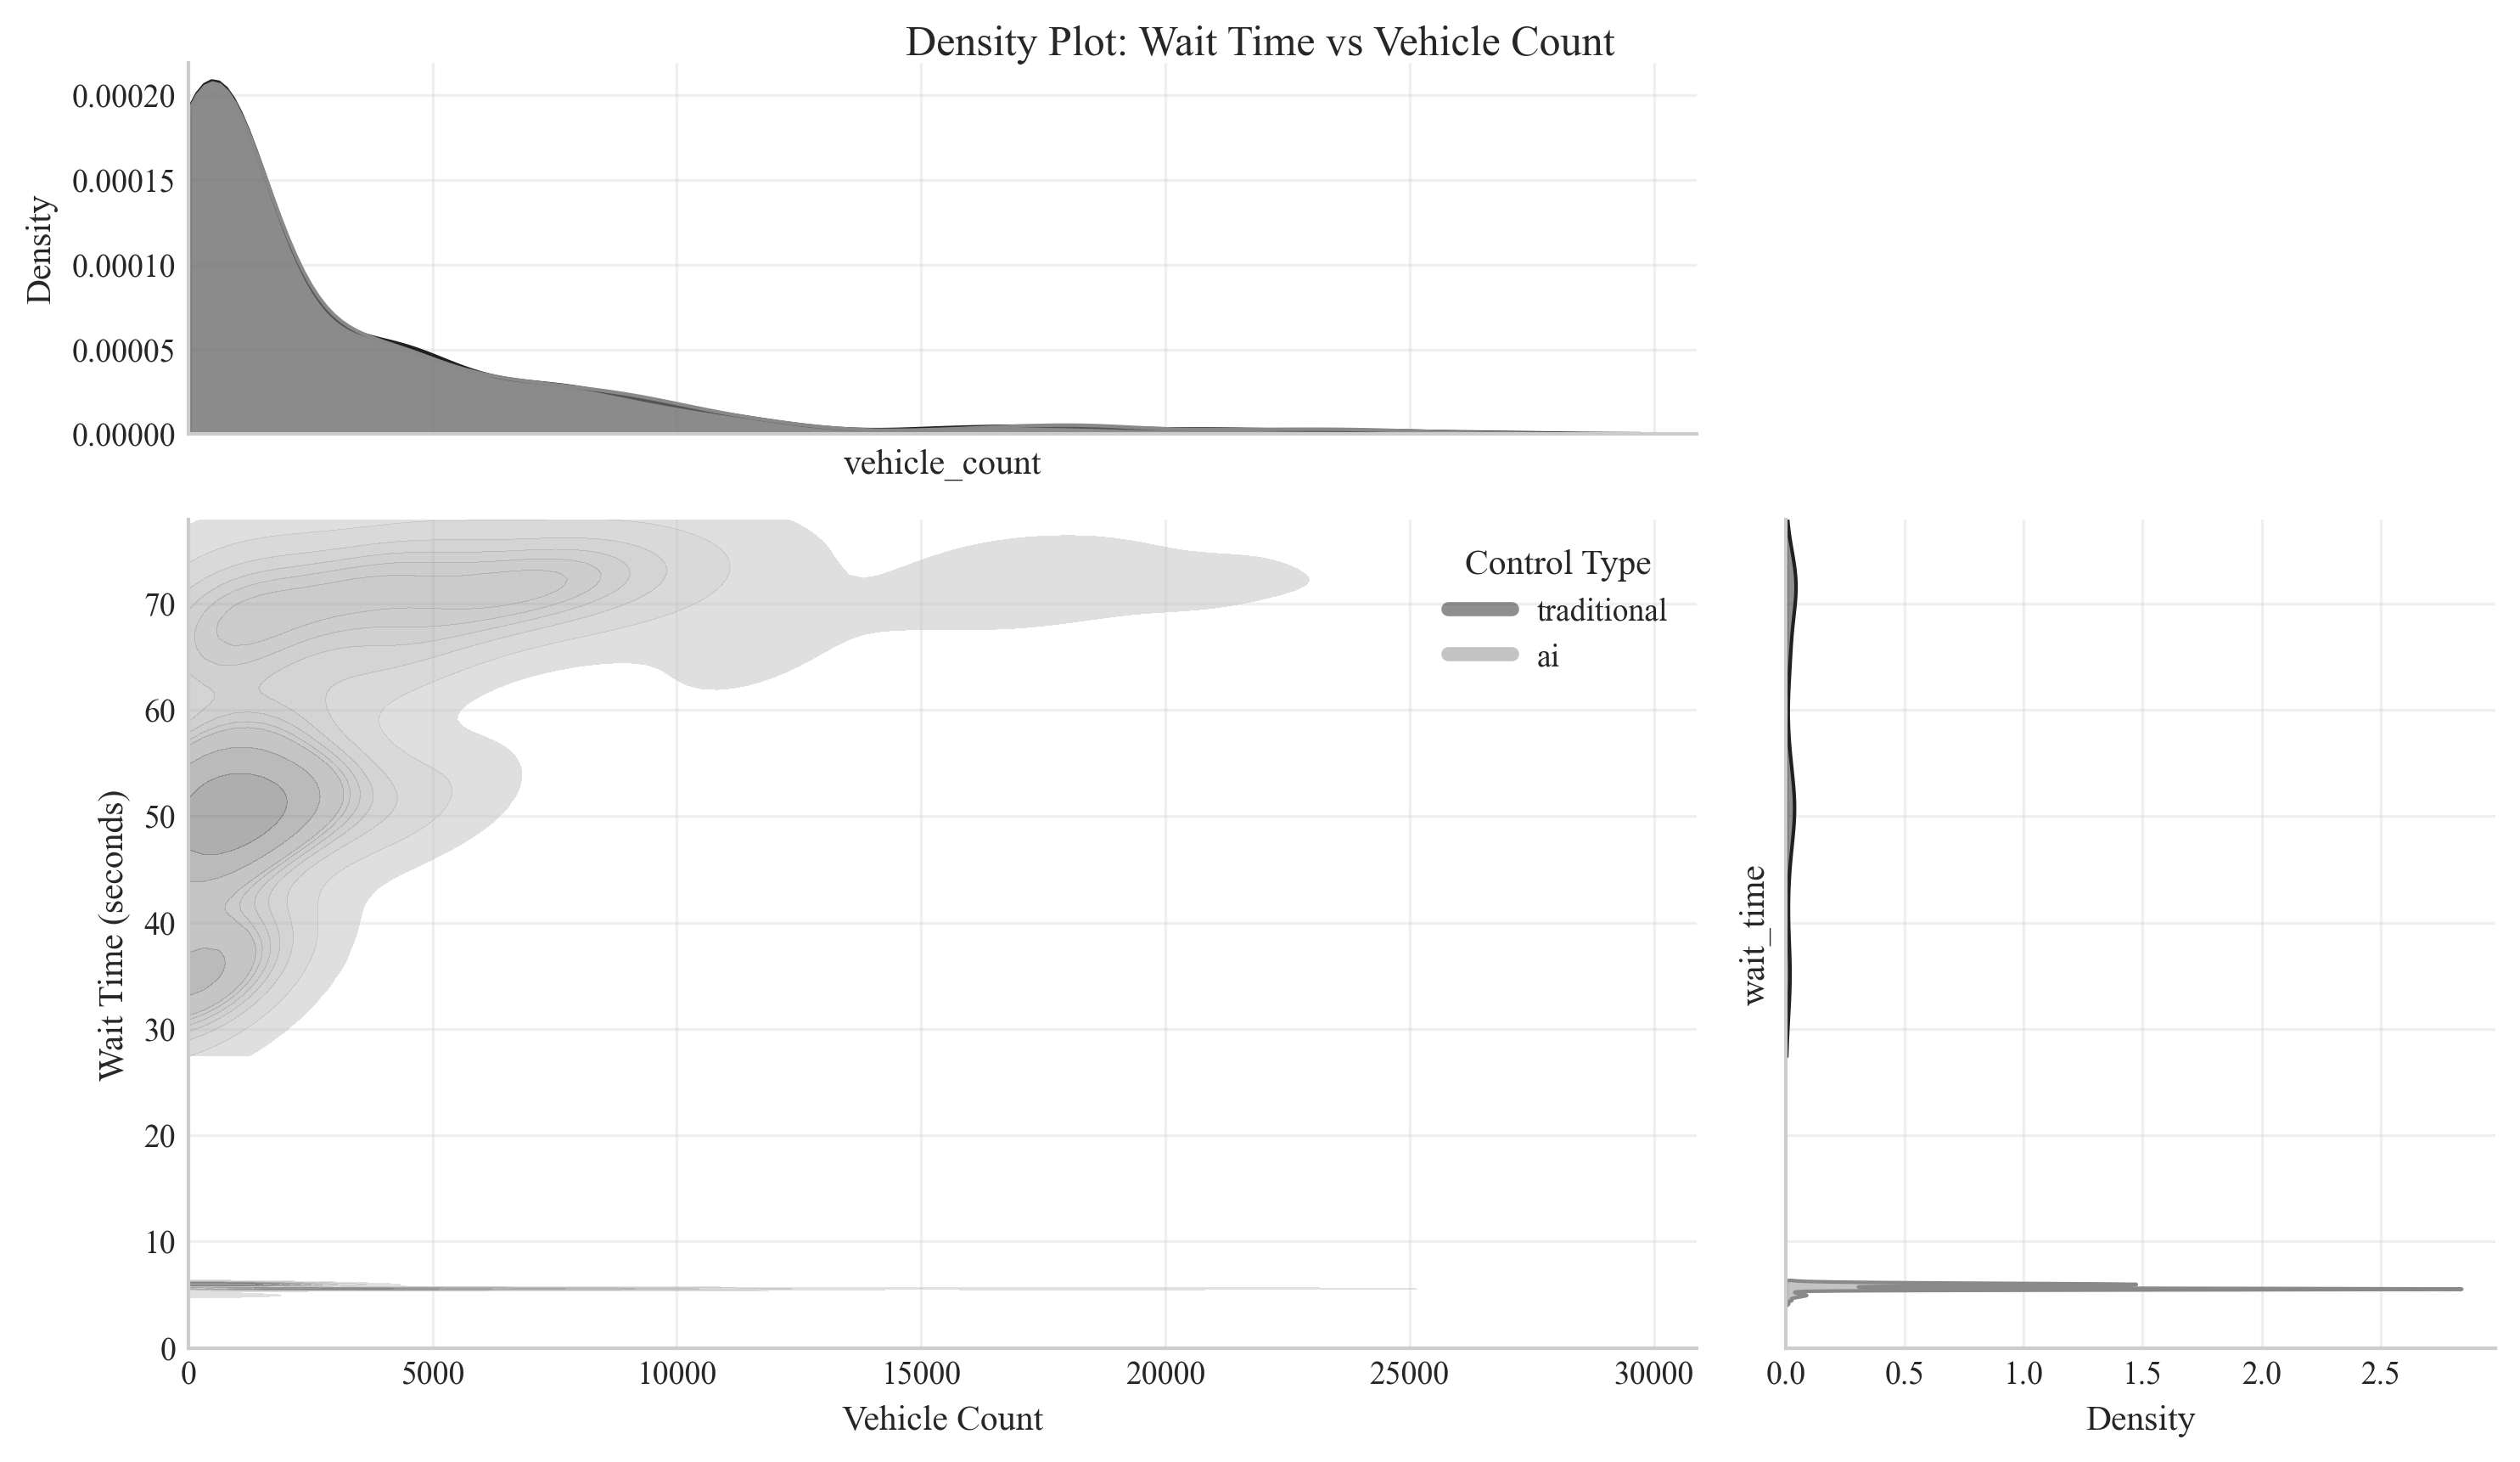 Density Plot: Wait Time vs Vehicle Count
0.00020
0.00015
0.00010
0.00005
0.00000
Density
vehicle_count
Control Type
traditional
ai
70
60
50
40
30
20
10
0
Wait Time (seconds)
0 5000 10000 15000 20000 25000 30000
Vehicle Count
wait_time
0.0 0.5 1.0 1.5 2.0 2.5
Density